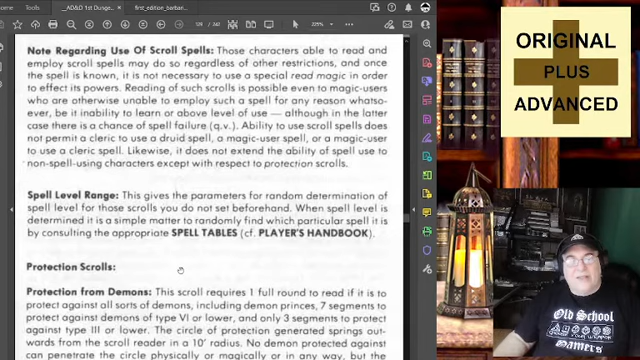 __AD&D 1st Dunge...
first_edition_barbar...
129 / 242
225%
Note Regarding Use Of Scroll Spells: Those characters able to read and
employ scroll spells may do so regardless of other restrictions, and once
the spell is known, it is not necessary to use a special read magic in order
to effect its powers. Reading of such scrolls is possible even to magic-users
who are otherwise unable to employ such a spell for any reason whatso-
ever, be it inability to learn or above level of use — although in the latter
case there is a chance of spell failure (q.v.). Ability to use scroll spells does
not permit a cleric to use a druid spell, a magic-user spell, or a magic-user
to use a cleric spell. Likewise, it does not extend the ability of spell use to
non-spell-using characters except with respect to protection scrolls.
Spell Level Range: This gives the parameters for random determination of
spell level for those scrolls you do not set beforehand. When spell level is
determined it is a simple matter to randomly find which particular spell it is
by consulting the appropriate SPELL TABLES (cf. PLAYER'S HANDBOOK).
Protection Scrolls:
Protection from Demons: This scroll requires 1 full round to read if it is to
protect against all sorts of demons, including demon princes, 7 segments to
protect against demons of type VI or lower, and only 3 segments to protect
against type III or lower. The circle of protection generated springs out-
wards from the scroll reader in a 10' radius. No demon protected against
can penetrate the circle physically or magically or in any way, but the
ORIGINAL
PLUS
ADVANCED
Old School